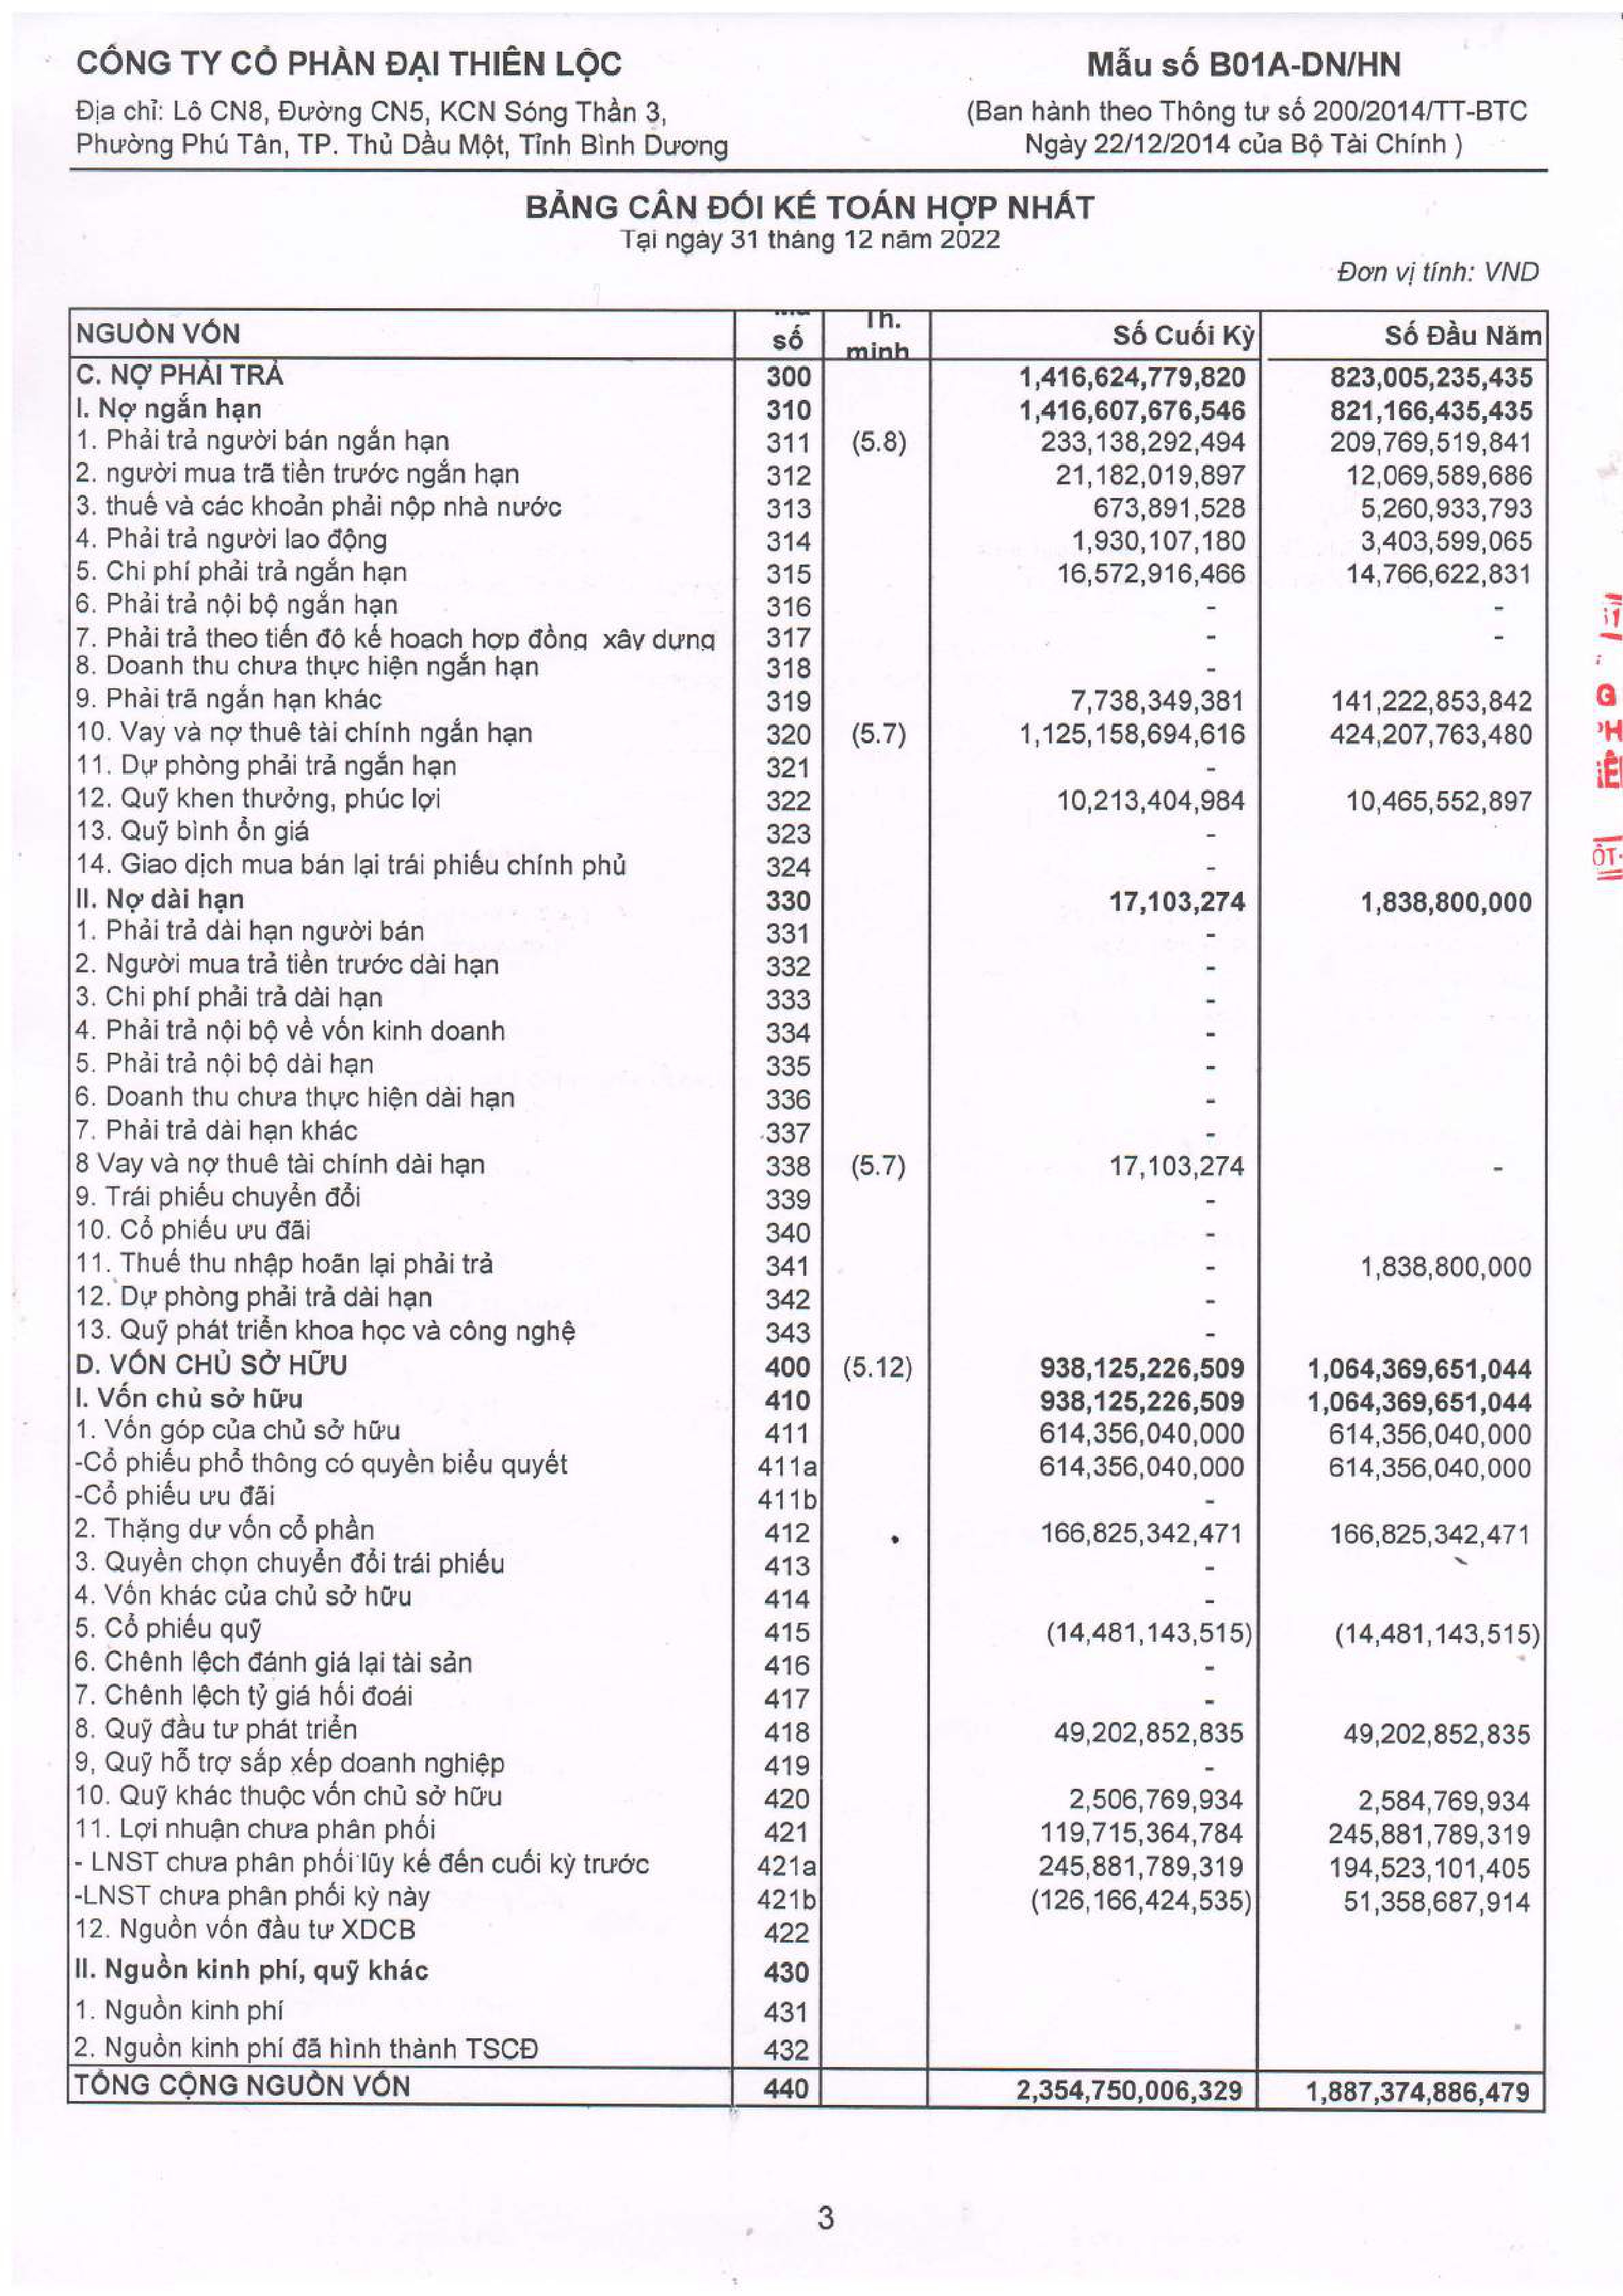 CÔNG TY CỔ PHẦN ĐẠI THIÊN LỘC Mẫu số B01A-DN/HN
Địa chỉ: Lô CN8, Đường CN5, KCN Sóng Thần 3, (Ban hành theo Thông tư số 200/2014/TT-BTC
Phường Phú Tân, TP. Thủ Dầu Một, Tỉnh Bình Dương Ngày 22/12/2014 của Bộ Tài Chính )
BẢNG CÂN ĐỐI KẾ TOÁN HỢP NHẤT
Tại ngày 31 tháng 12 năm 2022
Đơn vị tính: VND
NGUỒN VỐN số Th. minh Số Cuối Kỳ Số Đầu Năm
C. NỢ PHẢI TRẢ 300 1,416,624,779,820 823,005,235,435
I. Nợ ngắn hạn 310 1,416,607,676,546 821,166,435,435
1. Phải trả người bán ngắn hạn 311 (5.8) 233,138,292,494 209,769,519,841
2. người mua trã tiền trước ngắn hạn 312 21,182,019,897 12,069,589,686
3. thuế và các khoản phải nộp nhà nước 313 673,891,528 5,260,933,793
4. Phải trả người lao động 314 1,930,107,180 3,403,599,065
5. Chi phí phải trả ngắn hạn 315 16,572,916,466 14,766,622,831
6. Phải trả nội bộ ngắn hạn 316 - -
7. Phải trả theo tiến độ kế hoạch hợp đồng xây dựng 317 - -
8. Doanh thu chưa thực hiện ngắn hạn 318 -
9. Phải trã ngắn hạn khác 319 7,738,349,381 141,222,853,842
10. Vay và nợ thuê tài chính ngắn hạn 320 (5.7) 1,125,158,694,616 424,207,763,480
11. Dự phòng phải trả ngắn hạn 321 -
12. Quỹ khen thưởng, phúc lợi 322 10,213,404,984 10,465,552,897
13. Quỹ bình ổn giá 323 -
14. Giao dịch mua bán lại trái phiếu chính phủ 324 -
II. Nợ dài hạn 330 17,103,274 1,838,800,000
1. Phải trả dài hạn người bán 331 -
2. Người mua trả tiền trước dài hạn 332 -
3. Chi phí phải trả dài hạn 333 -
4. Phải trả nội bộ về vốn kinh doanh 334 -
5. Phải trả nội bộ dài hạn 335 -
6. Doanh thu chưa thực hiện dài hạn 336 -
7. Phải trả dài hạn khác 337 -
8 Vay và nợ thuê tài chính dài hạn 338 (5.7) 17,103,274 -
9. Trái phiếu chuyển đổi 339 -
10. Cổ phiếu ưu đãi 340 -
11. Thuế thu nhập hoãn lại phải trả 341 - 1,838,800,000
12. Dự phòng phải trả dài hạn 342 -
13. Quỹ phát triển khoa học và công nghệ 343 -
D. VỐN CHỦ SỞ HỮU 400 (5.12) 938,125,226,509 1,064,369,651,044
I. Vốn chủ sở hữu 410 938,125,226,509 1,064,369,651,044
1. Vốn góp của chủ sở hữu 411 614,356,040,000 614,356,040,000
-Cổ phiếu phổ thông có quyền biểu quyết 411a 614,356,040,000 614,356,040,000
-Cổ phiếu ưu đãi 411b -
2. Thặng dư vốn cổ phần 412 166,825,342,471 166,825,342,471
3. Quyền chọn chuyển đổi trái phiếu 413 -
4. Vốn khác của chủ sở hữu 414 -
5. Cổ phiếu quỹ 415 (14,481,143,515) (14,481,143,515)
6. Chênh lệch đánh giá lại tài sản 416 -
7. Chênh lệch tỷ giá hối đoái 417 -
8. Quỹ đầu tư phát triển 418 49,202,852,835 49,202,852,835
9, Quỹ hỗ trợ sắp xếp doanh nghiệp 419 -
10. Quỹ khác thuộc vốn chủ sở hữu 420 2,506,769,934 2,584,769,934
11. Lợi nhuận chưa phân phối 421 119,715,364,784 245,881,789,319
- LNST chưa phân phối lũy kế đến cuối kỳ trước 421a 245,881,789,319 194,523,101,405
-LNST chưa phân phối kỳ này 421b (126,166,424,535) 51,358,687,914
12. Nguồn vốn đầu tư XDCB 422
II. Nguồn kinh phí, quỹ khác 430
1. Nguồn kinh phí 431
2. Nguồn kinh phí đã hình thành TSCĐ 432
TỔNG CỘNG NGUỒN VỐN 440 2,354,750,006,329 1,887,374,886,479
3